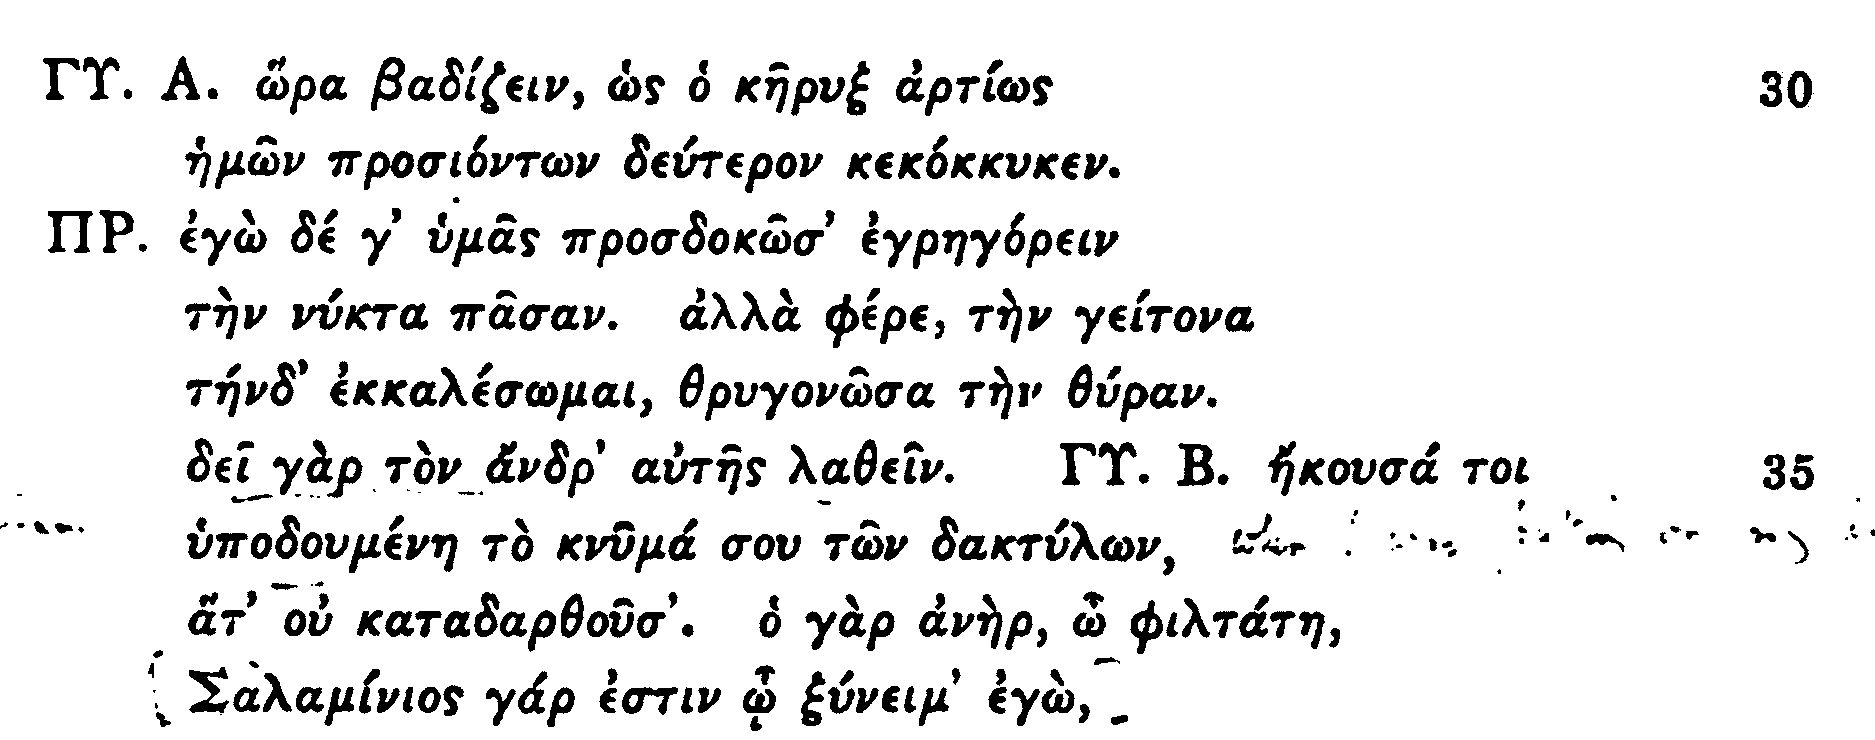 ΓΥ. Α. ὥρα βαδίζειν, ὡς ὁ κῆρυξ ἀρτίως 30
ἡμῶν προσιόντων δεύτερον κεκόκκυκεν.
ΠΡ. ἐγὼ δέ γ’ ὑμᾶς προσδοκῶσ’ ἐγρηγόρειν
τὴν νύκτα πᾶσαν. ἀλλὰ φέρε, τὴν γείτονα
τήνδ’ ἐκκαλέσωμαι, θρυγονῶσα τὴν θύραν.
δεῖ γὰρ τὸν ἄνδρ’ αὐτῆς λαθεῖν. ΓΥ. Β. ἤκουσά τοι 35
ὑποδουμένη τὸ κνῦμά σου τῶν δακτύλων,
ἅτ’ οὐ καταδαρθοῦσ’. ὁ γὰρ ἀνὴρ, ὦ φιλτάτη,
Σαλαμίνιος γάρ ἐστιν ᾧ ξύνειμ’ ἐγὼ,